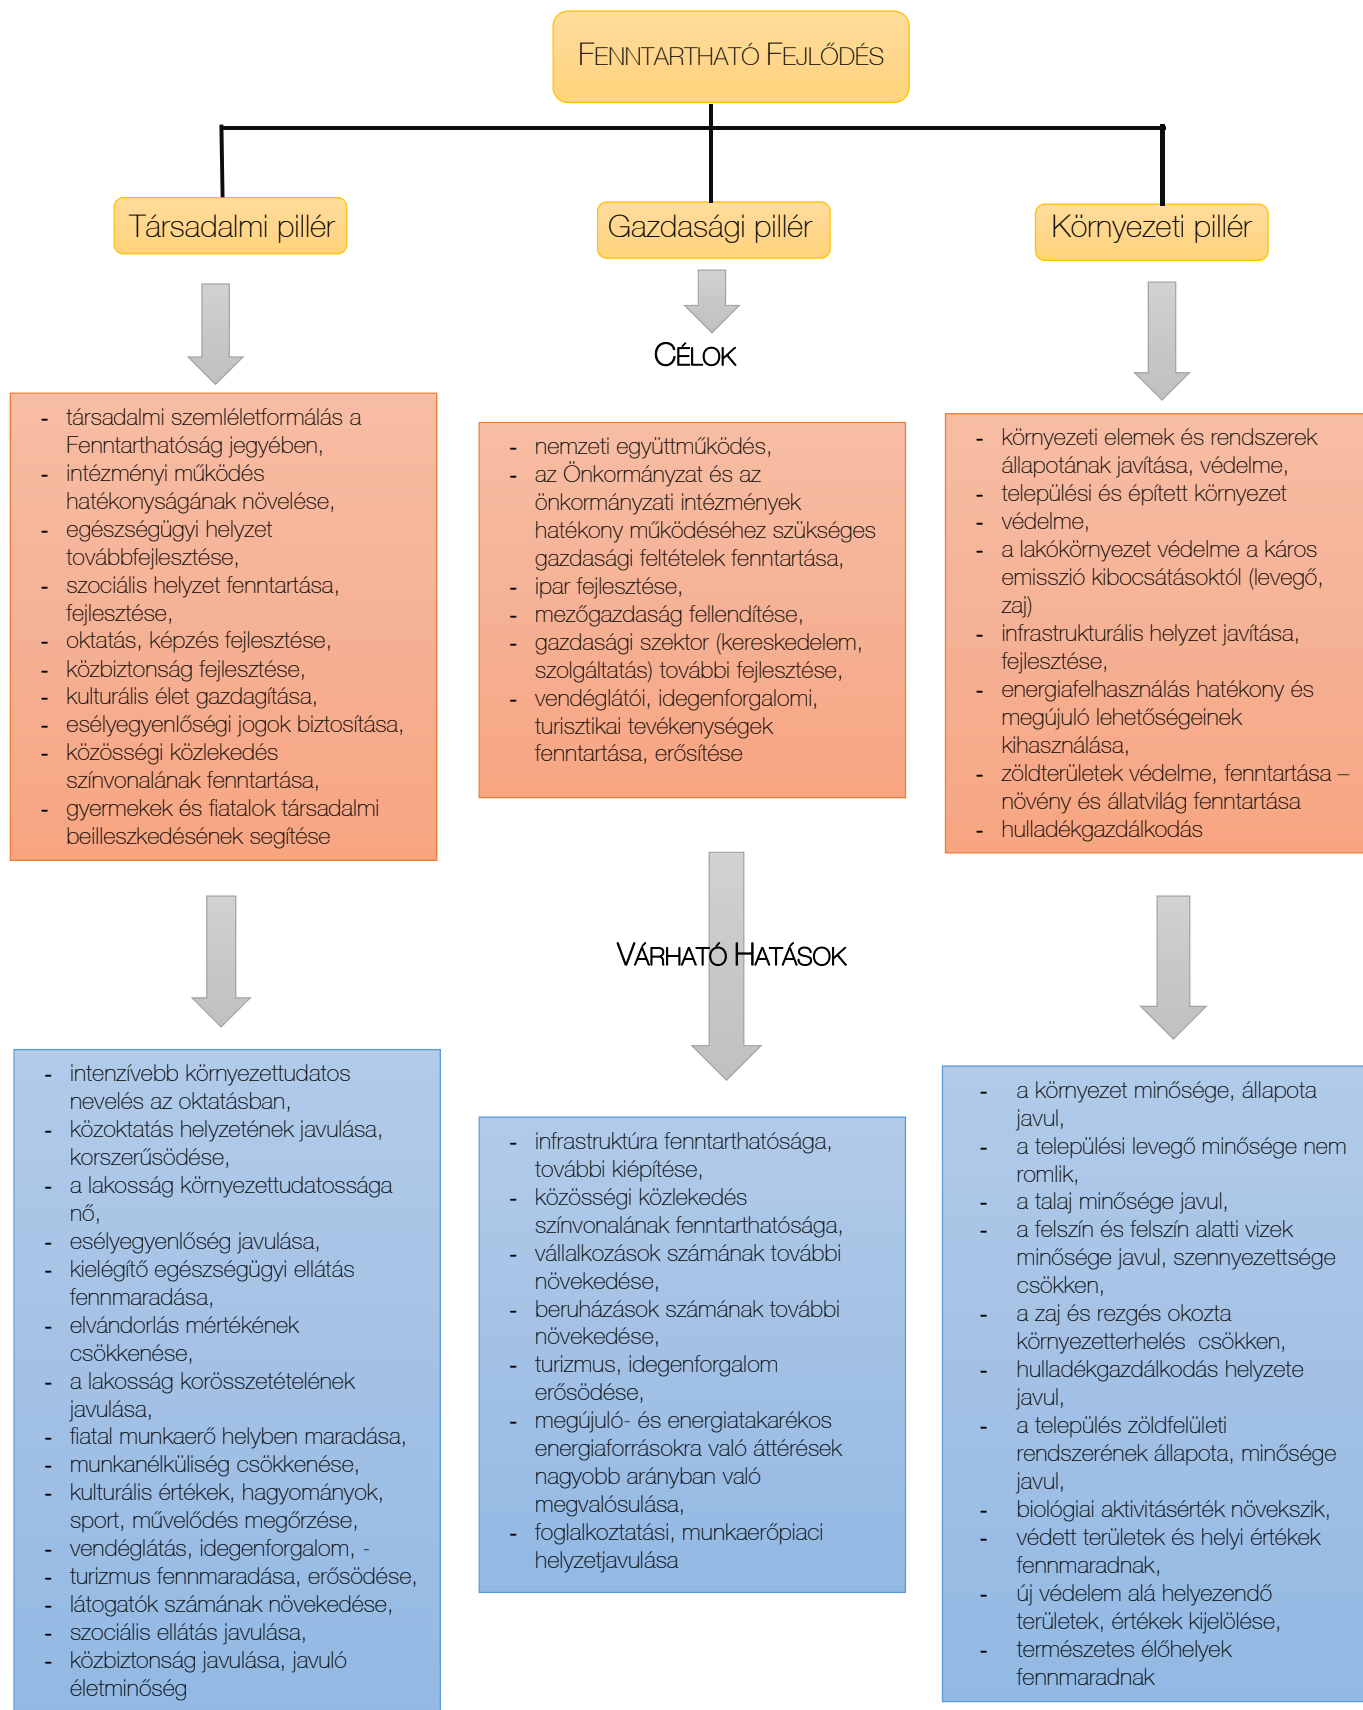 FENNTARTHATÓ FEJLŐDÉS
Társadalmi pillér
Gazdasági pillér
Környezeti pillér
CÉLOK
- társadalmi szemléletformálás a
Fenntarthatóság jegyében,
- intézményi működés
hatékonyságának növelése,
- egészségügyi helyzet
továbbfejlesztése,
- szociális helyzet fenntartása,
fejlesztése,
- oktatás, képzés fejlesztése,
- közbiztonság fejlesztése,
- kulturális élet gazdagítása,
- esélyegyenlőségi jogok biztosítása,
- közösségi közlekedés
színvonalának fenntartása,
- gyermekek és fiatalok társadalmi
beilleszkedésének segítése
- nemzeti együttműködés,
- az Önkormányzat és az
önkormányzati intézmények
hatékony működéséhez szükséges
gazdasági feltételek fenntartása,
- ipar fejlesztése,
- mezőgazdaság fellendítése,
- gazdasági szektor (kereskedelem,
szolgáltatás) további fejlesztése,
- vendéglátói, idegenforgalomi,
turisztikai tevékenységek
fenntartása, erősítése
- környezeti elemek és rendszerek
állapotának javítása, védelme,
- települési és épített környezet
- védelme,
- a lakókörnyezet védelme a káros
emisszió kibocsátásoktól (levegő,
zaj)
- infrastrukturális helyzet javítása,
fejlesztése,
- energiafelhasználás hatékony és
megújuló lehetőségeinek
kihasználása,
- zöldterületek védelme, fenntartása –
növény és állatvilág fenntartása
- hulladékgazdálkodás
VÁRHATÓ HATÁSOK
- intenzívebb környezettudatos
nevelés az oktatásban,
- közoktatás helyzetének javulása,
korszerűsödése,
- a lakosság környezettudatossága
nő,
- esélyegyenlőség javulása,
- kielégítő egészségügyi ellátás
fennmaradása,
- elvándorlás mértékének
csökkenése,
- a lakosság korösszetételének
javulása,
- fiatal munkaerő helyben maradása,
- munkanélküliség csökkenése,
- kulturális értékek, hagyományok,
sport, művelődés megőrzése,
- vendéglátás, idegenforgalom, -
- turizmus fennmaradása, erősödése,
- látogatók számának növekedése,
- szociális ellátás javulása,
- közbiztonság javulása, javuló
életminőség
- infrastruktúra fenntarthatósága,
további kiépítése,
- közösségi közlekedés
színvonalának fenntarthatósága,
- vállalkozások számának további
növekedése,
- beruházások számának további
növekedése,
- turizmus, idegenforgalom
erősödése,
- megújuló- és energiatakarékos
energiaforrásokra való áttérések
nagyobb arányban való
megvalósulása,
- foglalkoztatási, munkaerőpiaci
helyzetjavulása
- a környezet minősége, állapota
javul,
- a települési levegő minősége nem
romlik,
- a talaj minősége javul,
- a felszín és felszín alatti vizek
minősége javul, szennyezettsége
csökken,
- a zaj és rezgés okozta
környezetterhelés csökken,
- hulladékgazdálkodás helyzete
javul,
- a település zöldfelületi
rendszerének állapota, minősége
javul,
- biológiai aktivitásérték növekszik,
- védett területek és helyi értékek
fennmaradnak,
- új védelem alá helyezendő
területek, értékek kijelölése,
- természetes élőhelyek
fennmaradnak